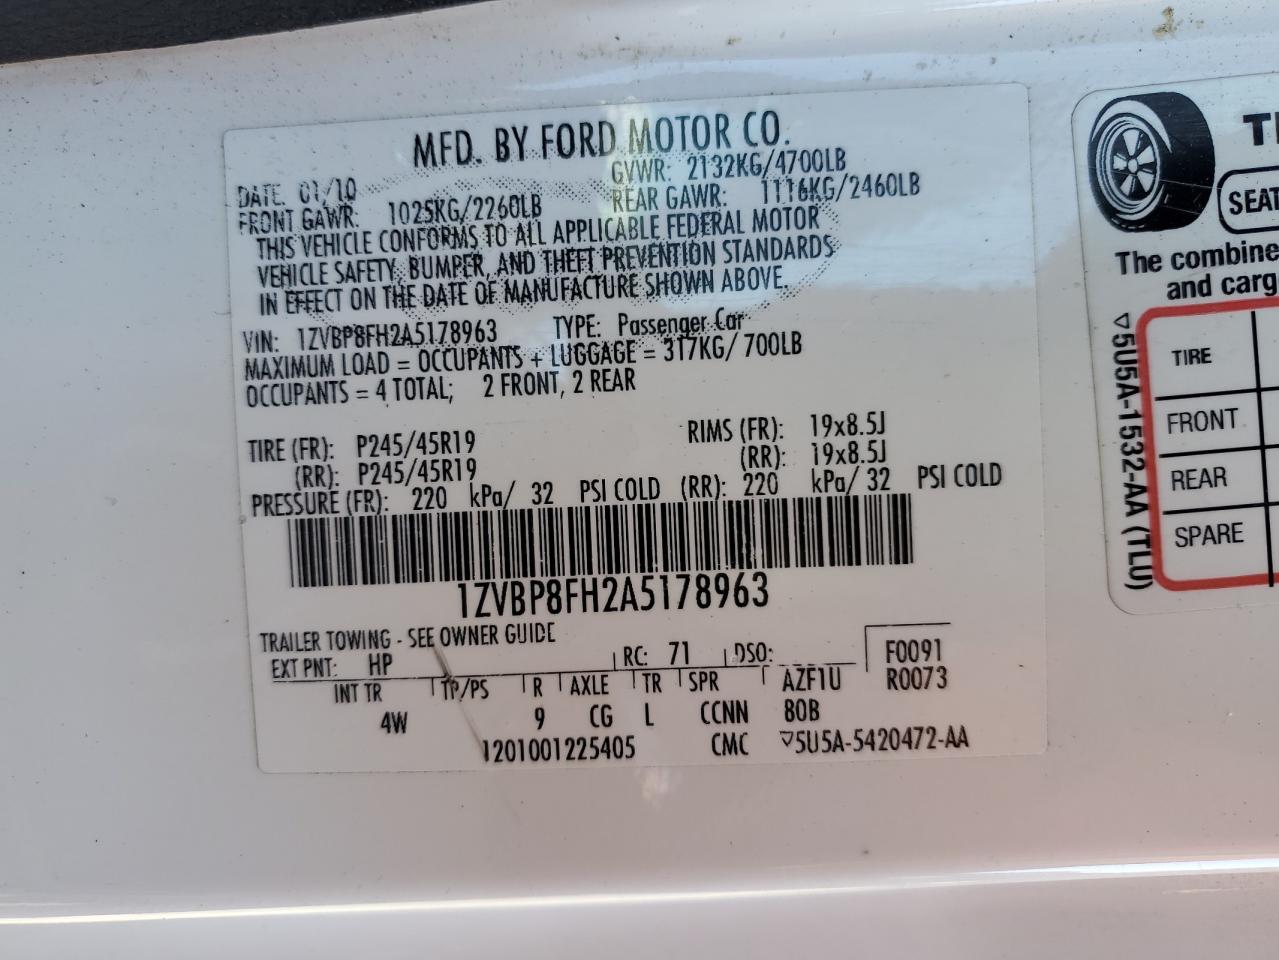 MFD. BY FORD MOTOR CO.
DATE: 01/10 GVWR: 2132KG/4700LB
FRONT GAWR: 1025KG/2260LB REAR GAWR: 1116KG/2460LB
THIS VEHICLE CONFORMS TO ALL APPLICABLE FEDERAL MOTOR
VEHICLE SAFETY, BUMPER, AND THEFT PREVENTION STANDARDS
IN EFFECT ON THE DATE OF MANUFACTURE SHOWN ABOVE.
VIN: 1ZVBP8FH2A5178963 TYPE: Passenger Car
MAXIMUM LOAD = OCCUPANTS + LUGGAGE = 317KG/ 700LB
OCCUPANTS = 4 TOTAL; 2 FRONT, 2 REAR
TIRE (FR): P245/45R19 RIMS (FR): 19x8.5J
(RR): P245/45R19 (RR): 19x8.5J
PRESSURE (FR): 220 kPa/ 32 PSI COLD (RR): 220 kPa/ 32 PSI COLD
1ZVBP8FH2A5178963
TRAILER TOWING - SEE OWNER GUIDE
EXT PNT: HP RC: 71 DSO: F0091
INT TR TP/PS R AXLE TR SPR AZF1U R0073
4W 9 CG L CCNN 80B
1201001225405 CMC ▽5U5A-5420472-AA
SEAT
The combine
and carg
TIRE
FRONT
REAR
SPARE
▽5U5A-1532-AA (TLU)